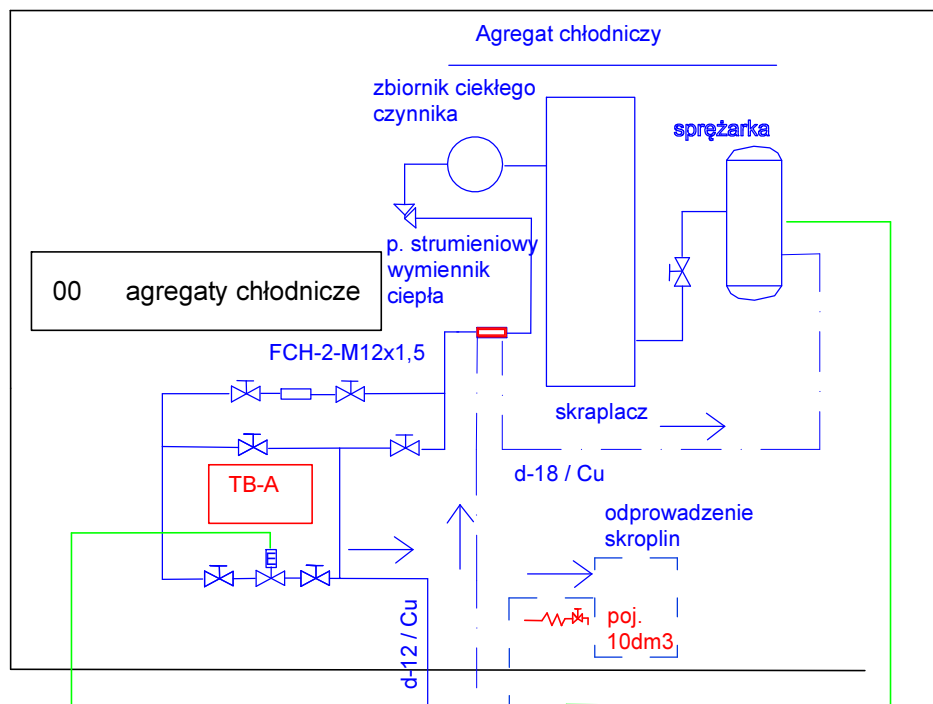 Agregat chłodniczy
zbiornik ciekłego
czynnika
sprężarka
p. strumieniowy
wymiennik
ciepła
00 agregaty chłodnicze
FCH-2-M12x1,5
skraplacz
d-18 / Cu
TB-A
odprowadzenie
skroplin
poj.
10dm3
d-12 / Cu